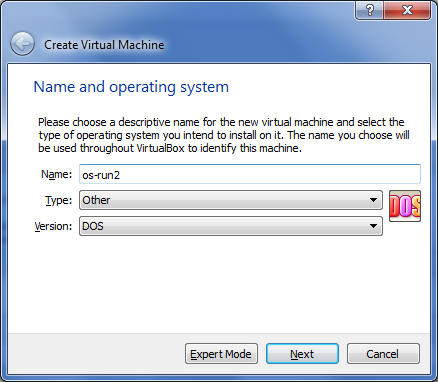 ?
Create Virtual Machine
Name and operating system
Please choose a descriptive name for the new virtual machine and select the
type of operating system you intend to install on it. The name you choose will
be used throughout VirtualBox to identify this machine.
Name: os-run2
Type: Other
DOS
Version: DOS
Expert Mode Next Cancel